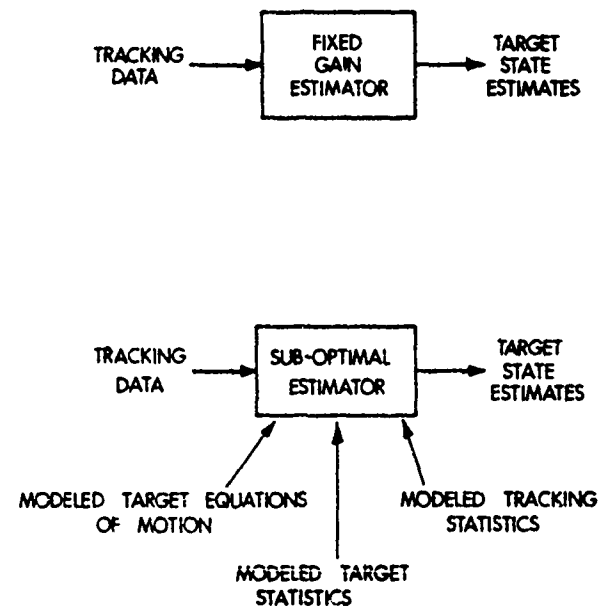 TRACKING
DATA
FIXED
GAIN
ESTIMATOR
TARGET
STATE
ESTIMATES
TRACKING
DATA
SUB-OPTIMAL
ESTIMATOR
TARGET
STATE
ESTIMATES
MODELED TARGET EQUATIONS
OF MOTION
MODELED TRACKING
STATISTICS
MODELED TARGET
STATISTICS